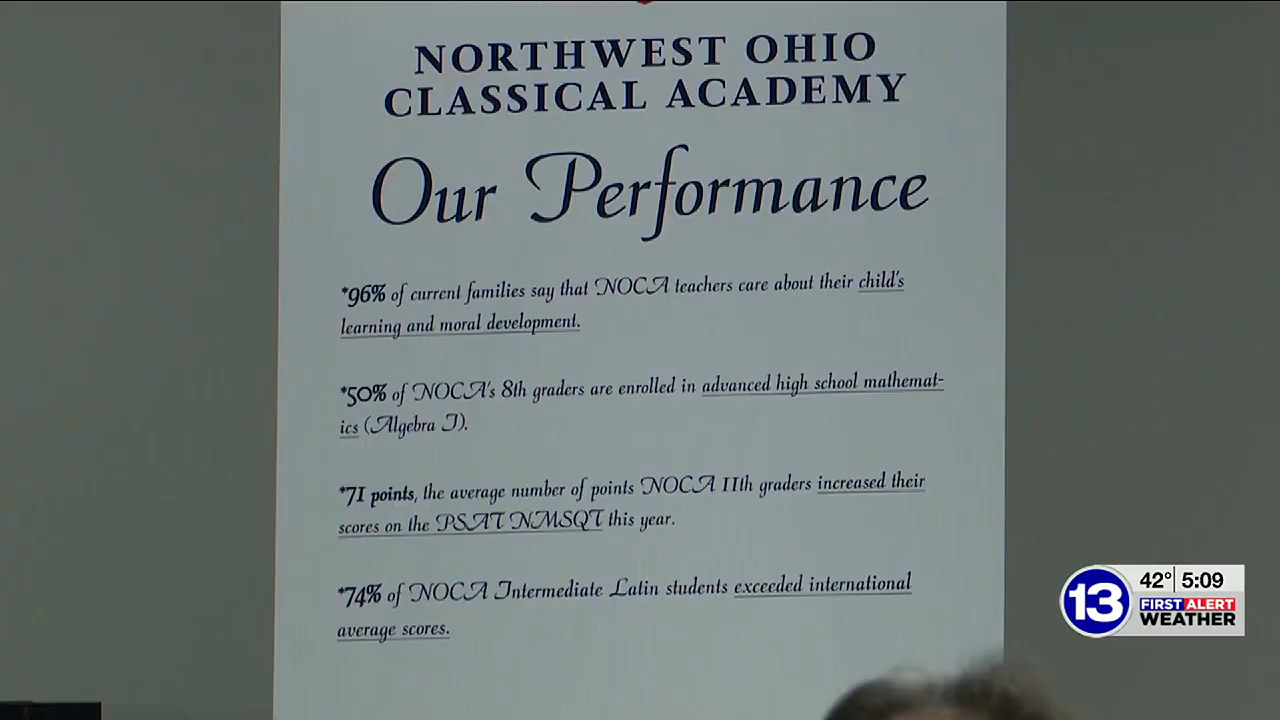 NORTHWEST OHIO
CLASSICAL ACADEMY
Our Performance
*96% of current families say that NOCA teachers care about their child's
learning and moral development.
*50% of NOCA's 8th graders are enrolled in advanced high school mathemat-
ics (Algebra I).
*71 points, the average number of points NOCA 11th graders increased their
scores on the PSAT NMSQT this year.
*74% of NOCA Intermediate Latin students exceeded international
average scores.
13
42° 5:09
FIRST ALERT
WEATHER